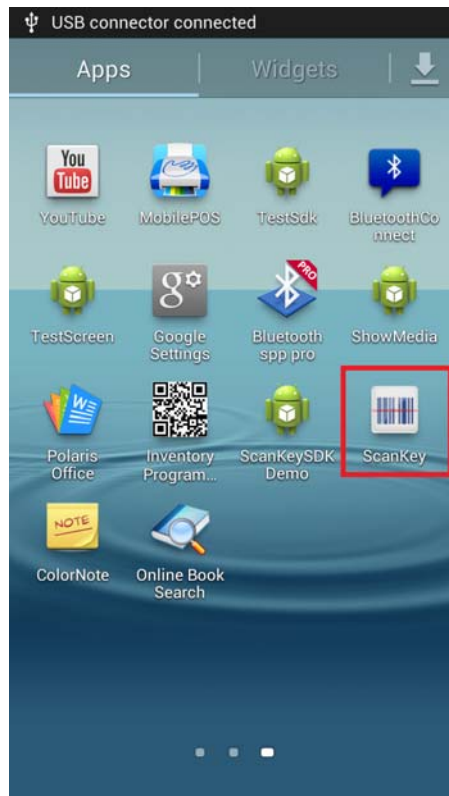 USB connector connected
Apps
Widgets
You
Tube
YouTube
MobilePOS
TestSdk
BluetoothCo
nnect
PRO
TestScreen
Google
Settings
Bluetooth
spp pro
ShowMedia
W
Polaris
Office
Inventory
Program...
ScanKeySDK
Demo
ScanKey
NOTE
ColorNote
Online Book
Search